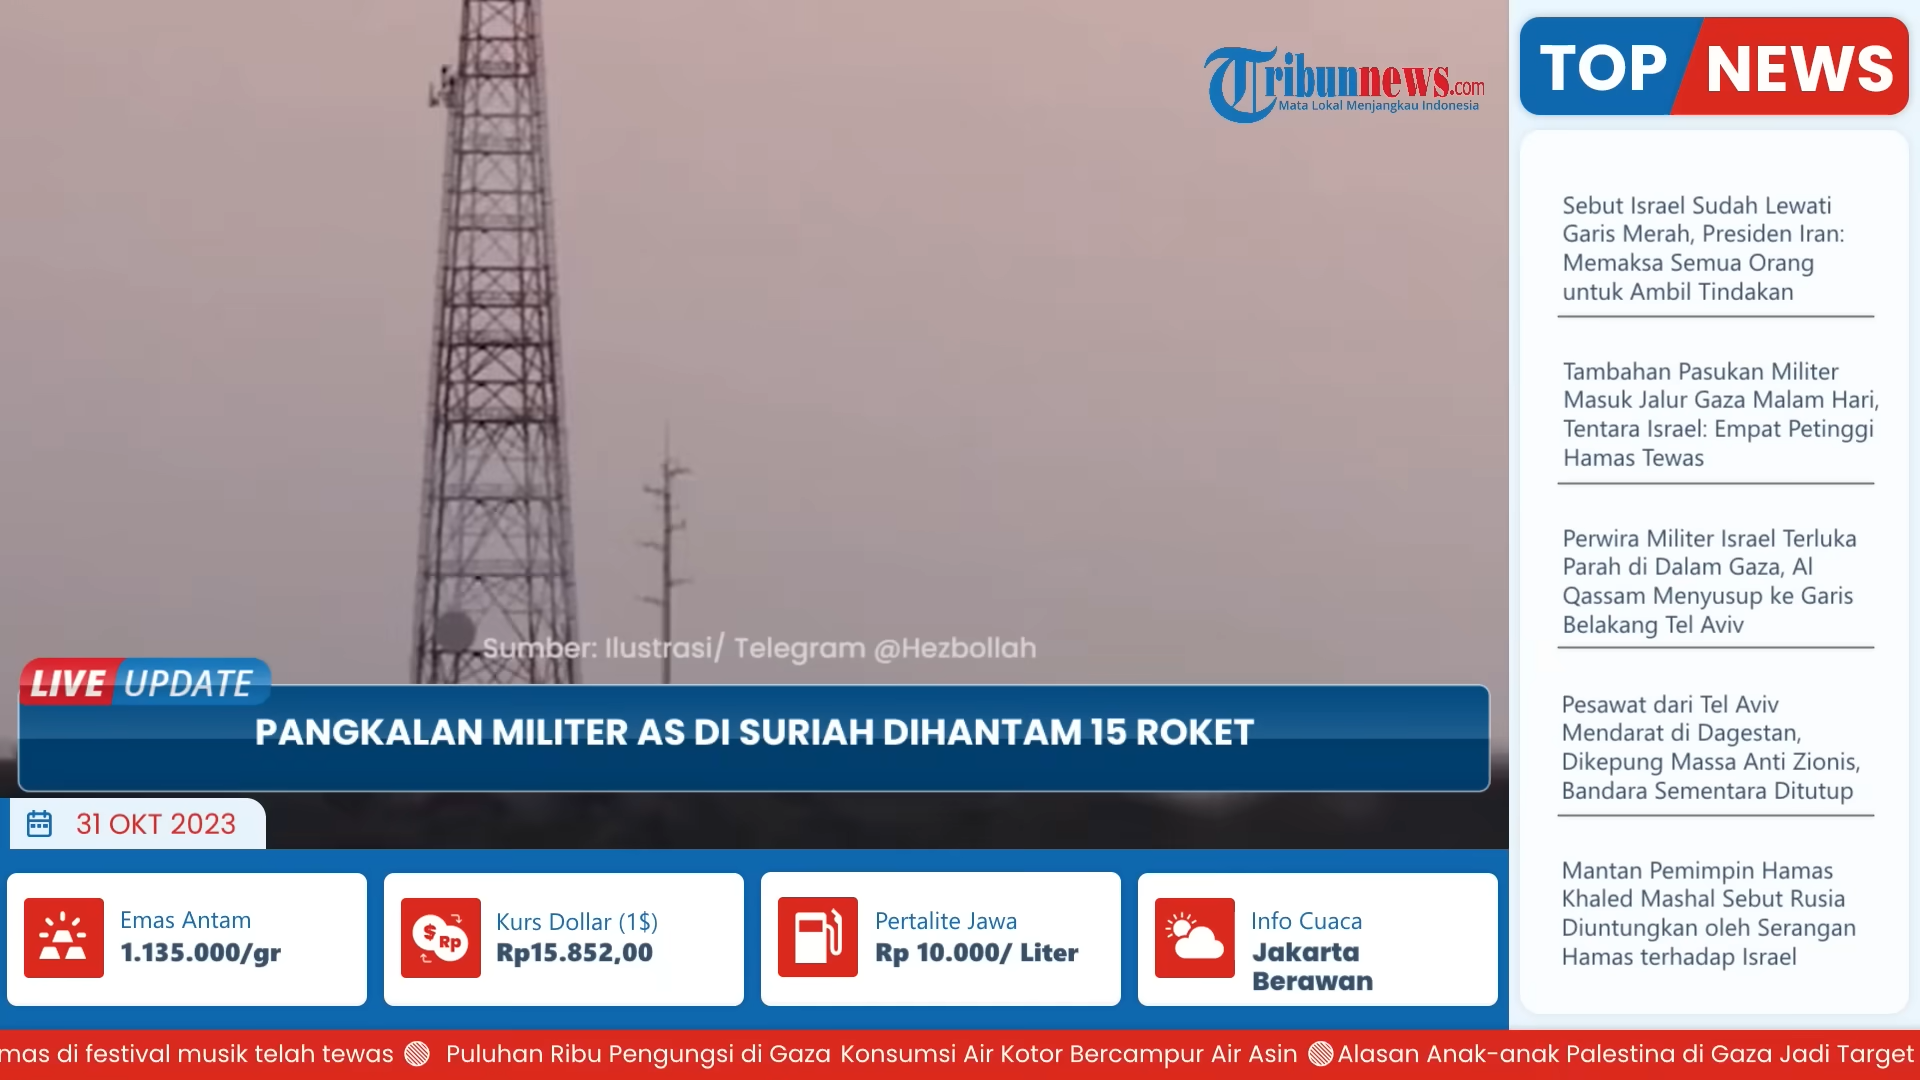 Tribunnews.com
Mata Lokal Menjangkau Indonesia
TOP NEWS
Sebut Israel Sudah Lewati
Garis Merah, Presiden Iran:
Memaksa Semua Orang
untuk Ambil Tindakan
Tambahan Pasukan Militer
Masuk Jalur Gaza Malam Hari,
Tentara Israel: Empat Petinggi
Hamas Tewas
Perwira Militer Israel Terluka
Parah di Dalam Gaza, Al
Qassam Menyusup ke Garis
Belakang Tel Aviv
Pesawat dari Tel Aviv
Mendarat di Dagestan,
Dikepung Massa Anti Zionis,
Bandara Sementara Ditutup
Mantan Pemimpin Hamas
Khaled Mashal Sebut Rusia
Diuntungkan oleh Serangan
Hamas terhadap Israel
Sumber: Ilustrasi/ Telegram @Hezbollah
LIVE UPDATE
PANGKALAN MILITER AS DI SURIAH DIHANTAM 15 ROKET
31 OKT 2023
Emas Antam
1.135.000/gr
Kurs Dollar (1$)
Rp15.852,00
$ Rp
Pertalite Jawa
Rp 10.000/ Liter
Info Cuaca
Jakarta
Berawan
mas di festival musik telah tewas Puluhan Ribu Pengungsi di Gaza Konsumsi Air Kotor Bercampur Air Asin Alasan Anak-anak Palestina di Gaza Jadi Target